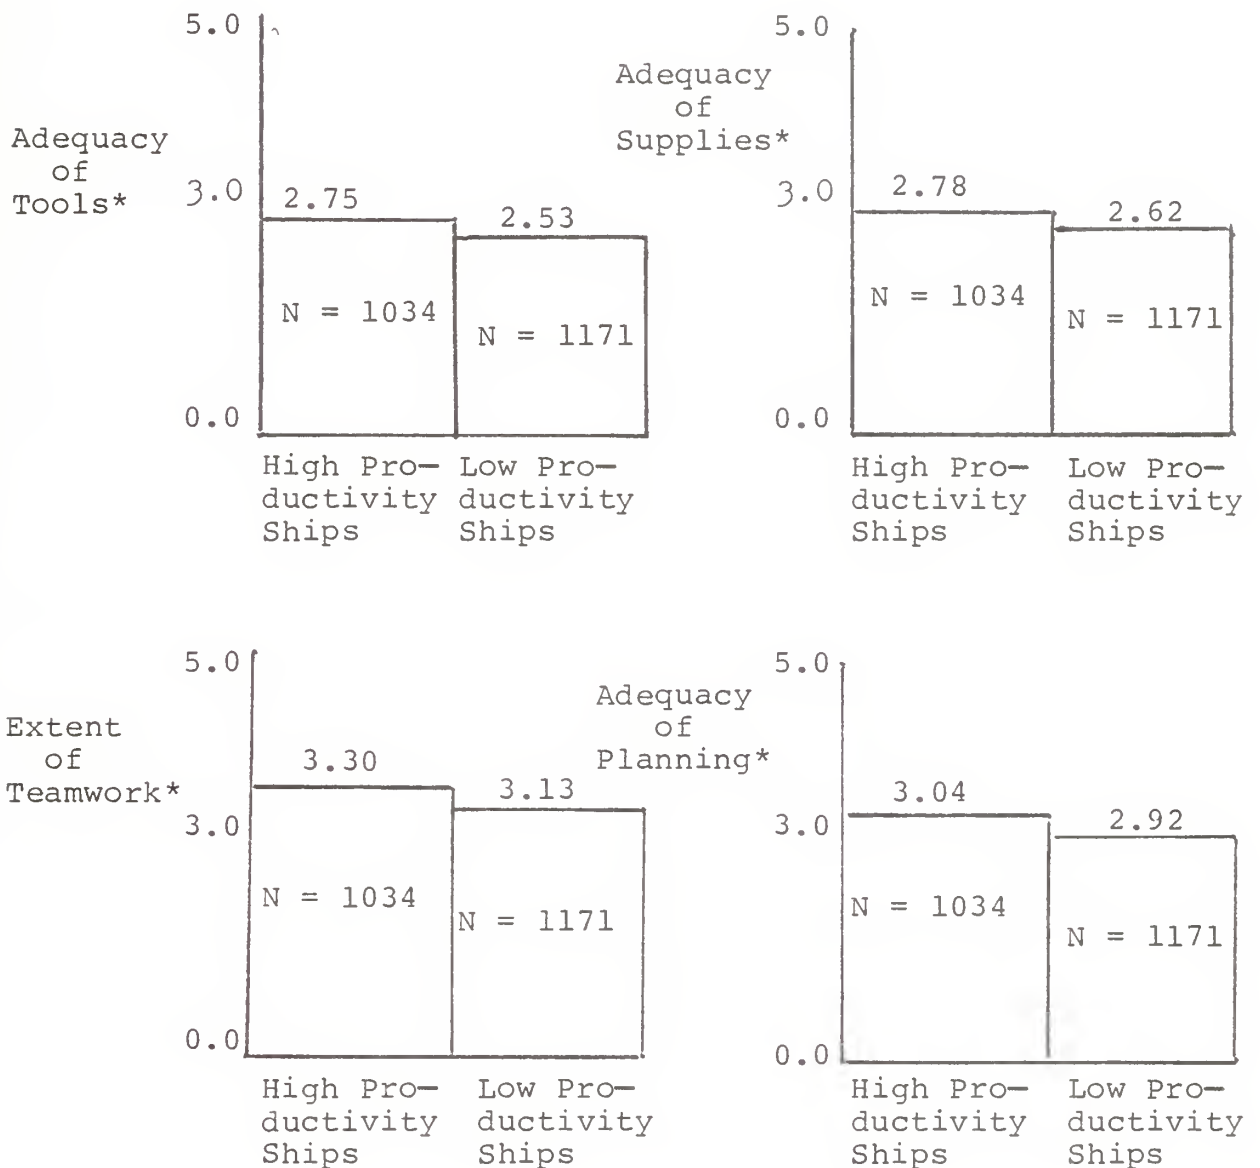 5.0
Adequacy
of
Tools*
3.0
2.75
2.53
N = 1034
N = 1171
0.0
High Pro-
ductivity
Ships
Low Pro-
ductivity
Ships
5.0
Adequacy
of
Supplies*
3.0
2.78
2.62
N = 1034
N = 1171
0.0
High Pro-
ductivity
Ships
Low Pro-
ductivity
Ships
5.0
Extent
of
Teamwork*
3.30
3.13
3.0
N = 1034
N = 1171
0.0
High Pro-
ductivity
Ships
Low Pro-
ductivity
Ships
5.0
Adequacy
of
Planning*
3.04
2.92
3.0
N = 1034
N = 1171
0.0
High Pro-
ductivity
Ships
Low Pro-
ductivity
Ships